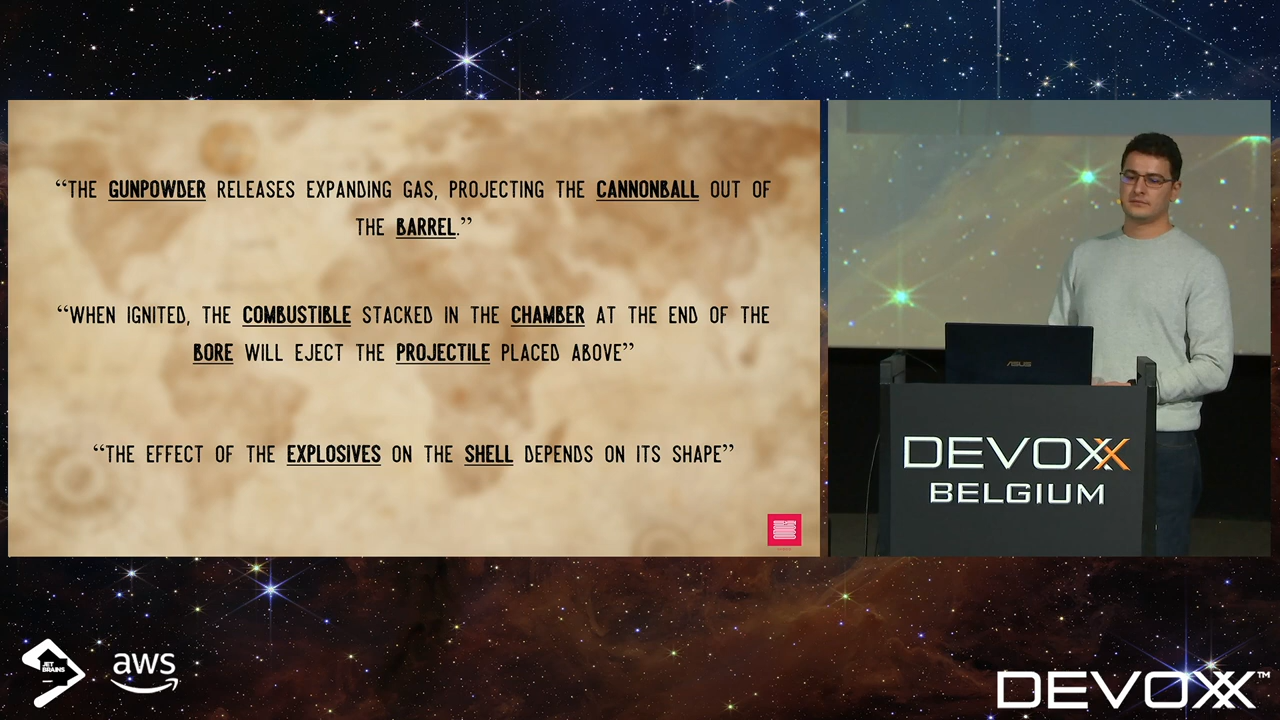 “THE GUNPOWDER RELEASES EXPANDING GAS, PROJECTING THE CANNONBALL OUT OF
THE BARREL.”
“WHEN IGNITED, THE COMBUSTIBLE STACKED IN THE CHAMBER AT THE END OF THE
BORE WILL EJECT THE PROJECTILE PLACED ABOVE”
“THE EFFECT OF THE EXPLOSIVES ON THE SHELL DEPENDS ON ITS SHAPE”
ASUS
DEVOXX
BELGIUM
JET
BRAINS
aws
DEVOXX™